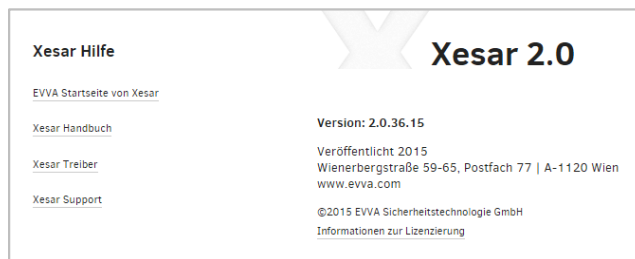 Xesar Hilfe
EVVA Startseite von Xesar
Xesar Handbuch
Xesar Treiber
Xesar Support
Xesar 2.0
Version: 2.0.36.15
Veröffentlicht 2015
Wienerbergstraße 59-65, Postfach 77 | A-1120 Wien
www.evva.com
©2015 EVVA Sicherheitstechnologie GmbH
Informationen zur Lizenzierung